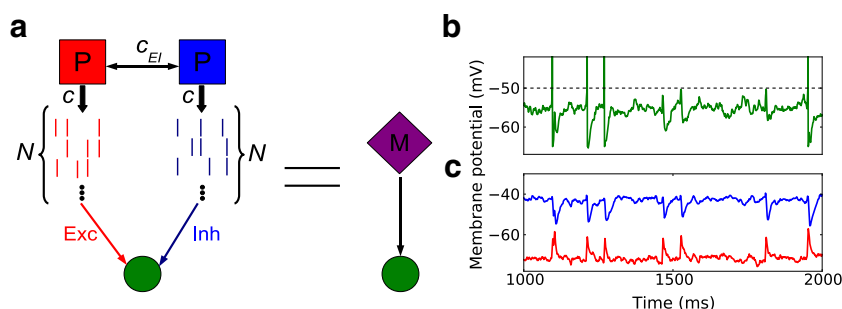 a
P
c_EI
P
c
c
N
N
Exc
Inh
M
b
−50
−60
c
−40
−60
Membrane potential (mV)
1000
1500
2000
Time (ms)